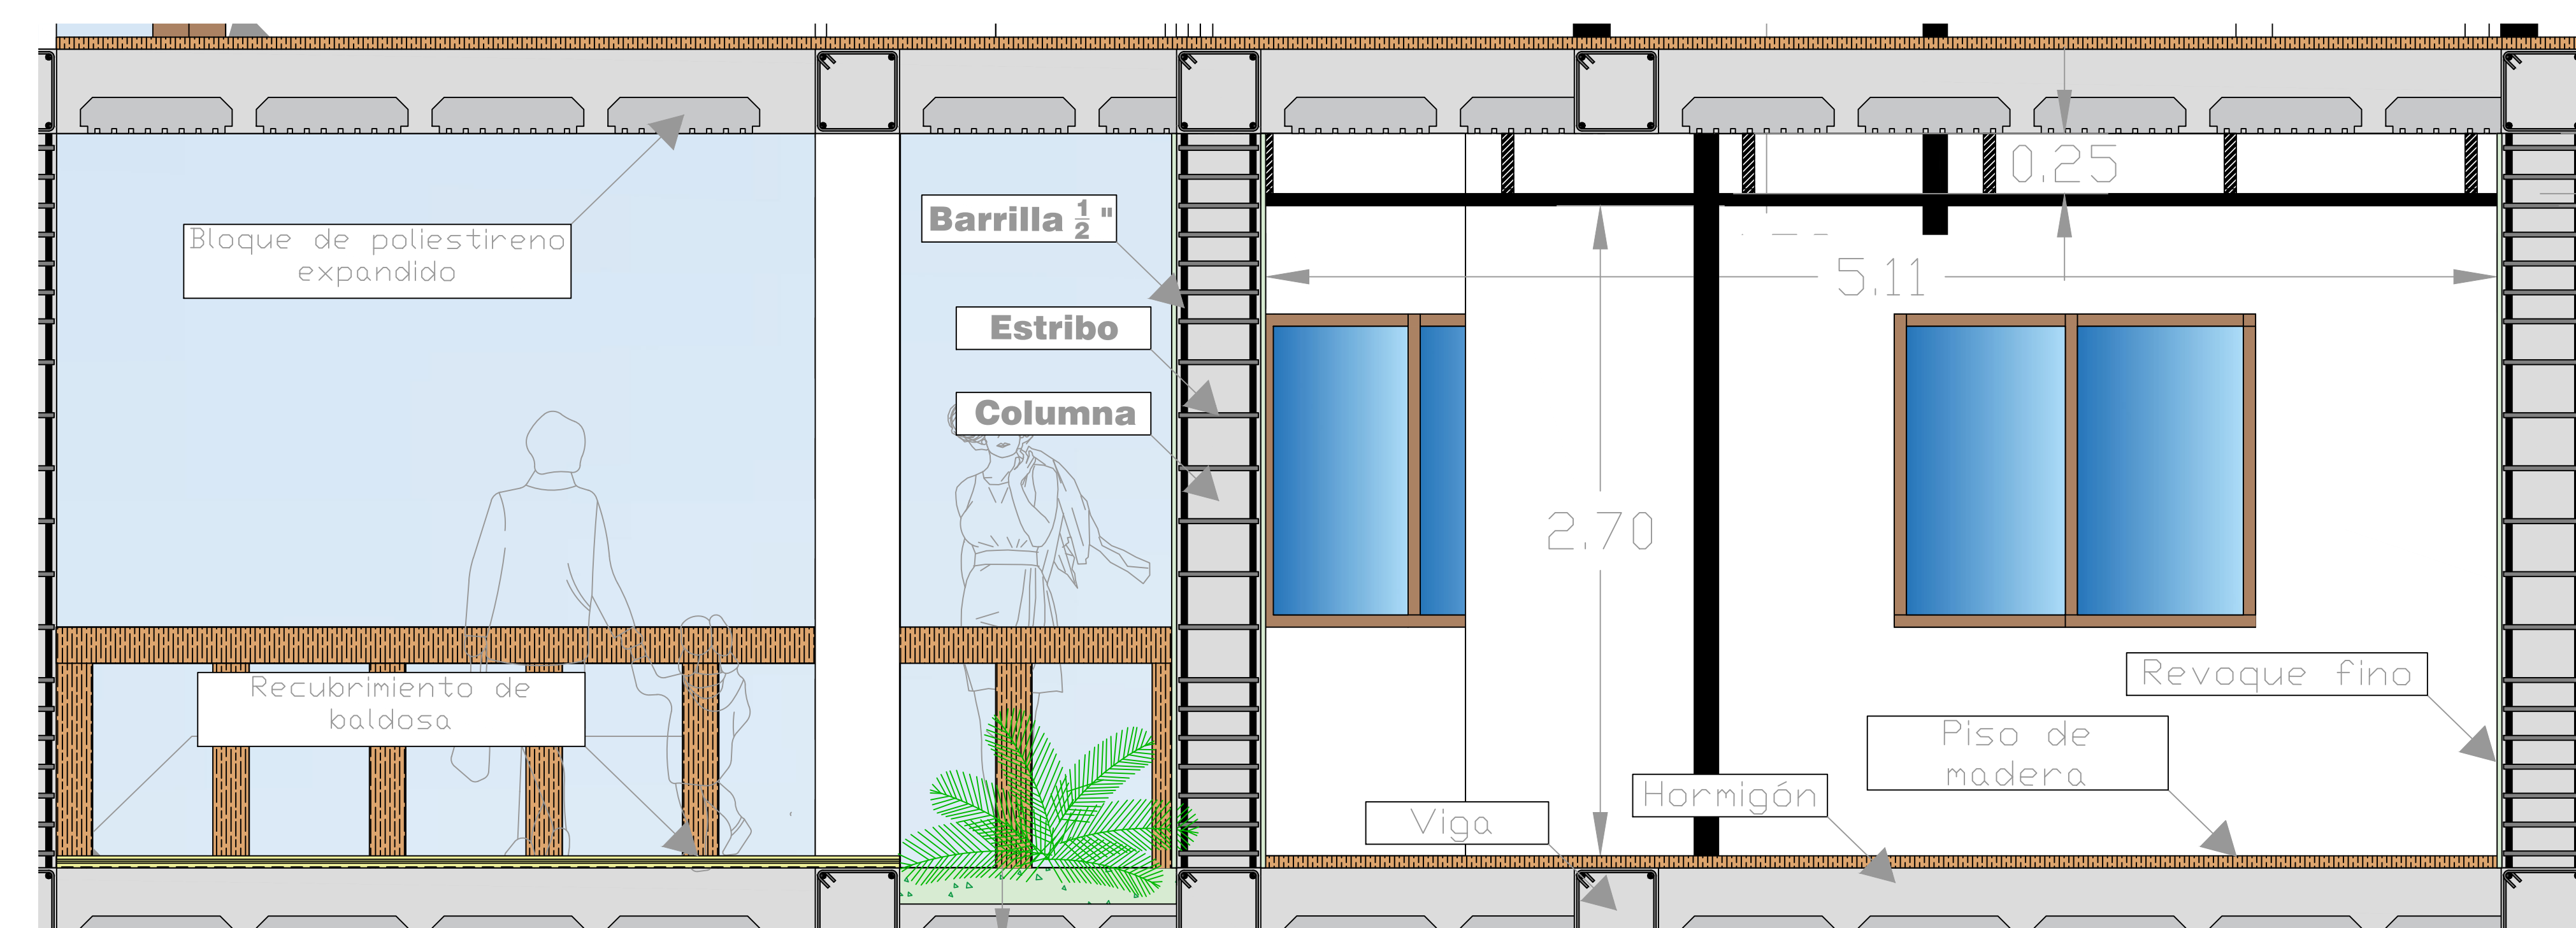 0.25
Barrilla 1/2 "
Bloque de poliestireno
expandido
5.11
Estribo
Columna
2.70
Revoque fino
Recubrimiento de
baldosa
Piso de
madera
Hormigón
Viga